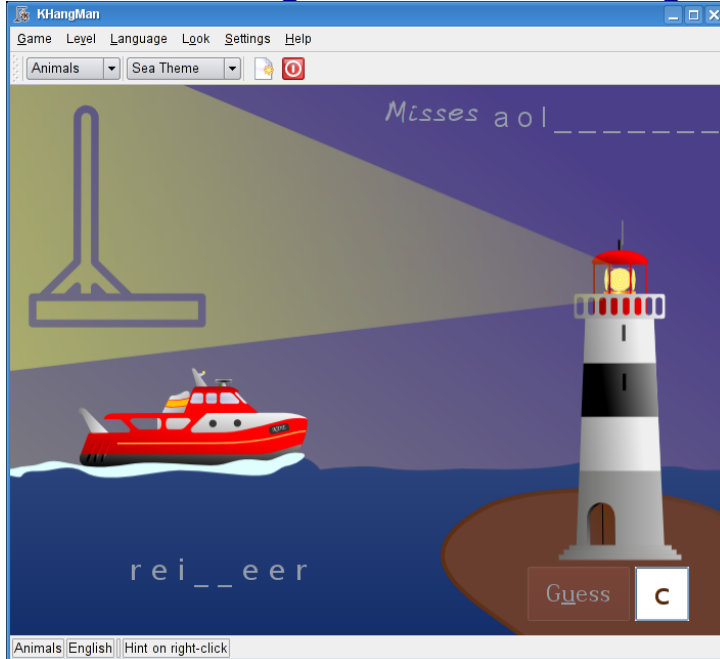 KHangMan
Game Level Language Look Settings Help
Animals Sea Theme
Misses a o l _ _ _ _ _ _ _
r e i _ _ e e r
Guess c
Animals English Hint on right-click